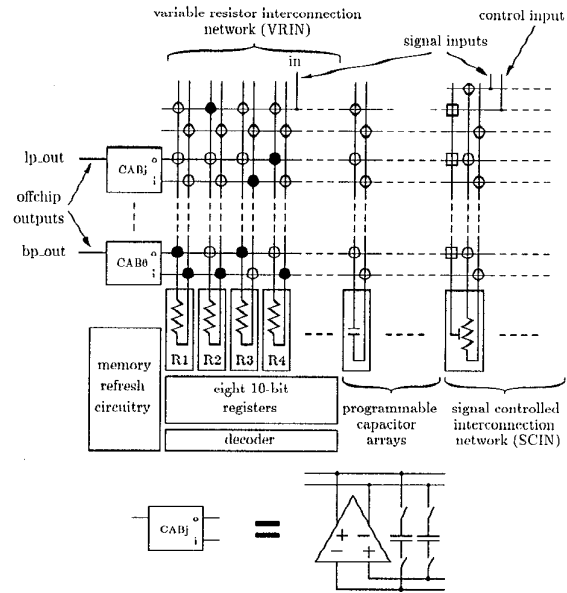 variable resistor interconnection
network (VRIN)
control input
signal inputs
in
lp_out
CABj
o
i
offchip
outputs
bp_out
CAB0
o
i
R1 R2 R3 R4
memory
refresh
circuitry
eight 10-bit
registers
decoder
programmable
capacitor
arrays
signal controlled
interconnection
network (SCIN)
CABj
o
i
=
+ −
− +